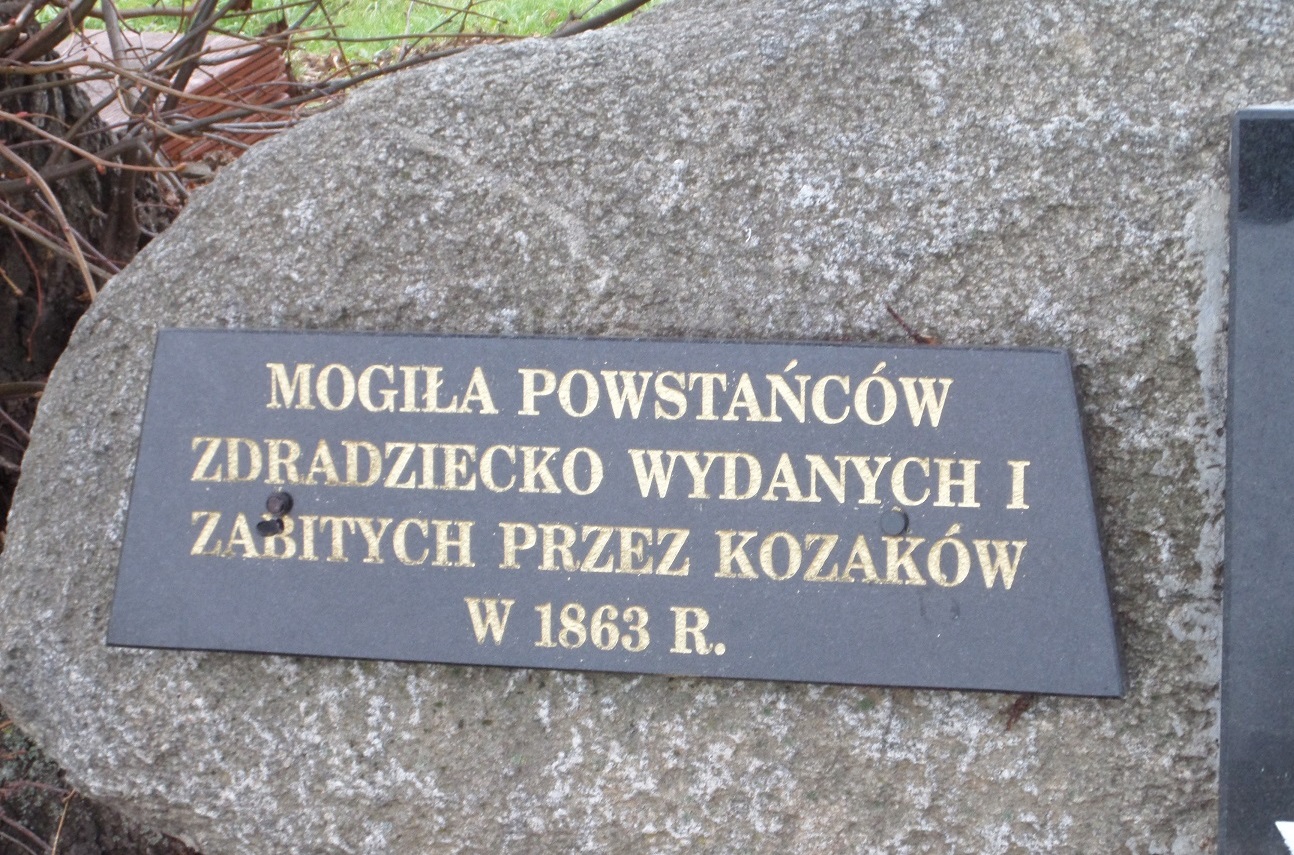 MOGIŁA POWSTAŃCÓW
ZDRADZIECKO WYDANYCH I
ZABITYCH PRZEZ KOZAKÓW
W 1863 R.